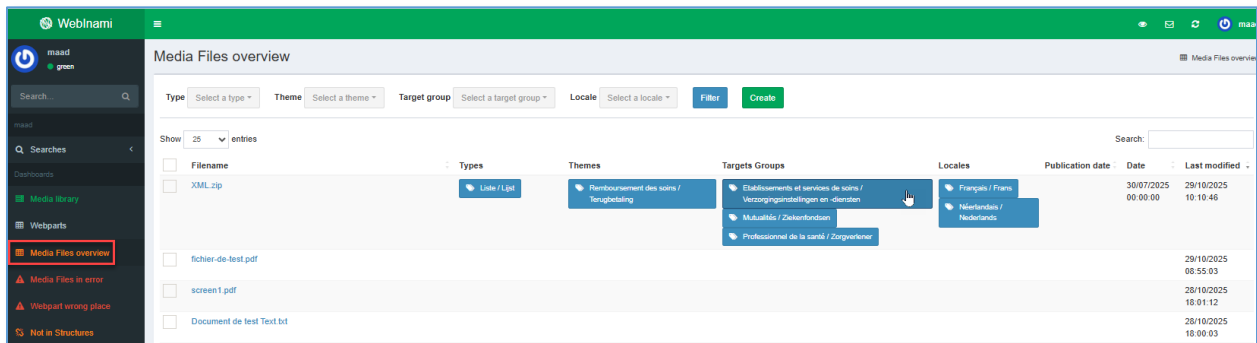 WebInami
maad
green
maad
Media Files overview
Media Files overview
Search...
Type Select a type Theme Select a theme Target group Select a target group Locale Select a locale Filter Create
maad
Show 25 entries
Search:
Searches
Filename Types Themes Targets Groups Locales Publication date Date Last modified
Dashboards
XML.zip
Liste / Lijst
Remboursement des soins /
Terugbetaling
Etablissements et services de soins /
Verzorgingsinstellingen en -diensten
Mutualités / Ziekenfondsen
Professionnel de la santé / Zorgverlener
Français / Frans
Néerlandais /
Nederlands
30/07/2025
00:00:00
29/10/2025
10:10:46
Media library
Webparts
Media Files overview
fichier-de-test.pdf
29/10/2025
08:55:03
Media Files in error
screen1.pdf
28/10/2025
18:01:12
Webpart wrong place
Document de test Text.txt
28/10/2025
18:00:03
Not in Structures